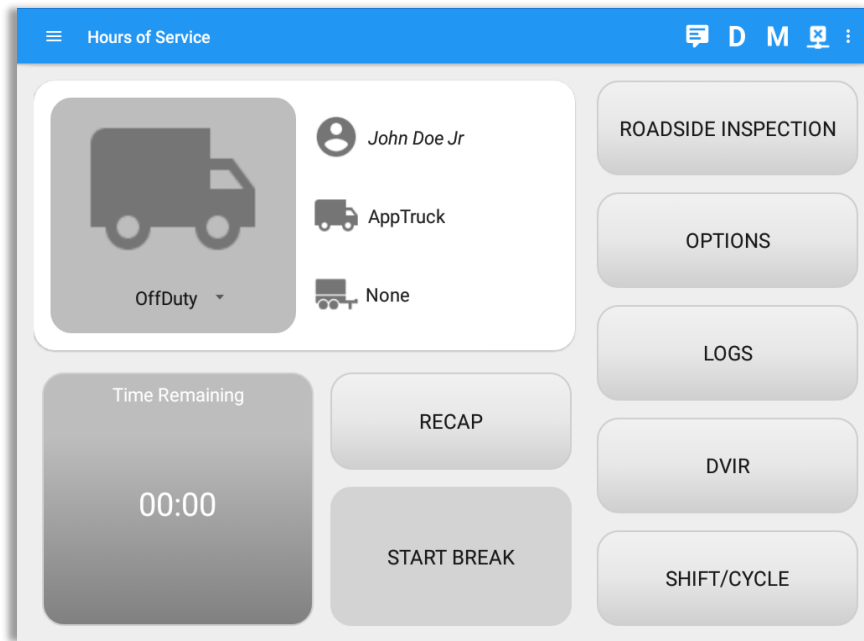 Hours of Service
D M
John Doe Jr
AppTruck
None
OffDuty
Time Remaining
00:00
RECAP
START BREAK
ROADSIDE INSPECTION
OPTIONS
LOGS
DVIR
SHIFT/CYCLE